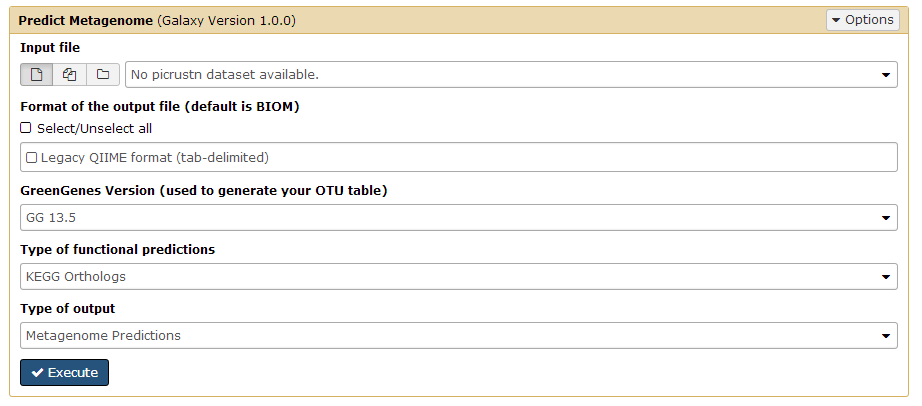 Predict Metagenome (Galaxy Version 1.0.0) Options
Input file
No picrustn dataset available.
Format of the output file (default is BIOM)
Select/Unselect all
Legacy QIIME format (tab-delimited)
GreenGenes Version (used to generate your OTU table)
GG 13.5
Type of functional predictions
KEGG Orthologs
Type of output
Metagenome Predictions
Execute